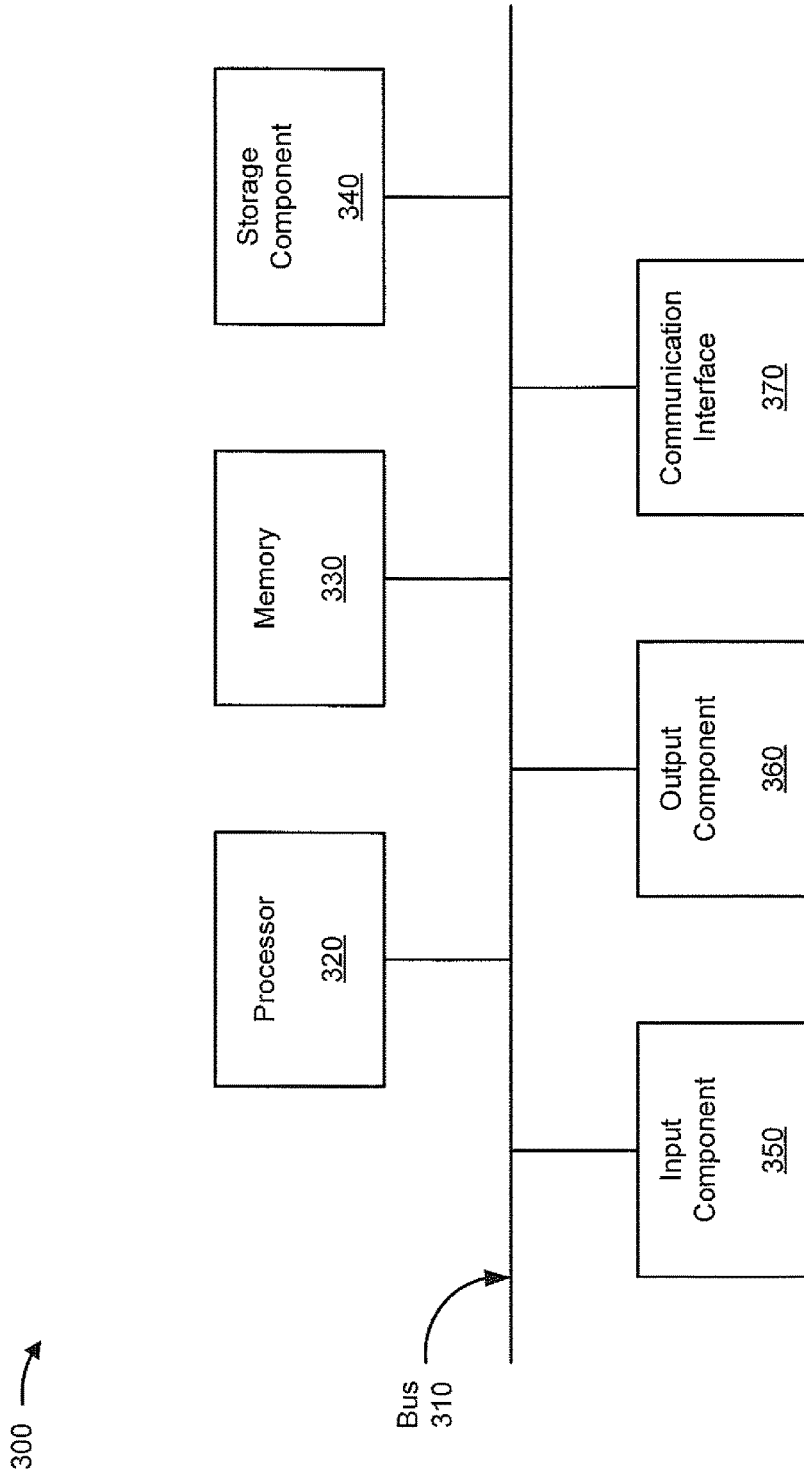 300
Bus
310
Processor
320
Memory
330
Storage
Component
340
Input
Component
350
Output
Component
360
Communication
Interface
370